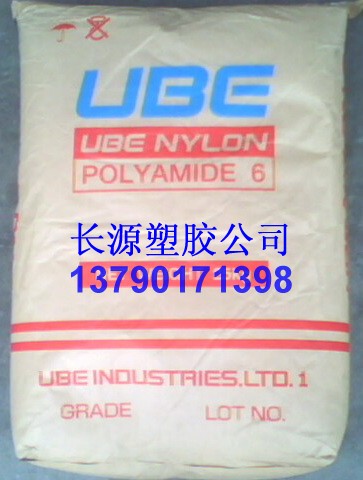 UBE
UBE NYLON
POLYAMIDE 6
长源塑胶公司
13790171398
UBE INDUSTRIES,LTD.1
GRADE LOT NO.